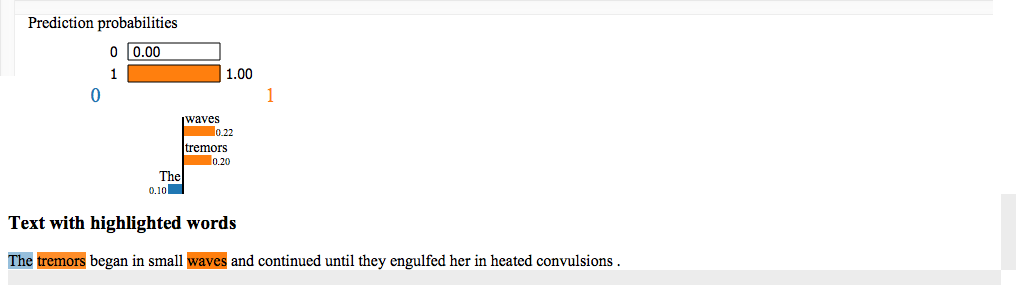 Prediction probabilities
0 0.00
1 1.00
0 1
waves
0.22
tremors
0.20
The
0.10
Text with highlighted words
The tremors began in small waves and continued until they engulfed her in heated convulsions .